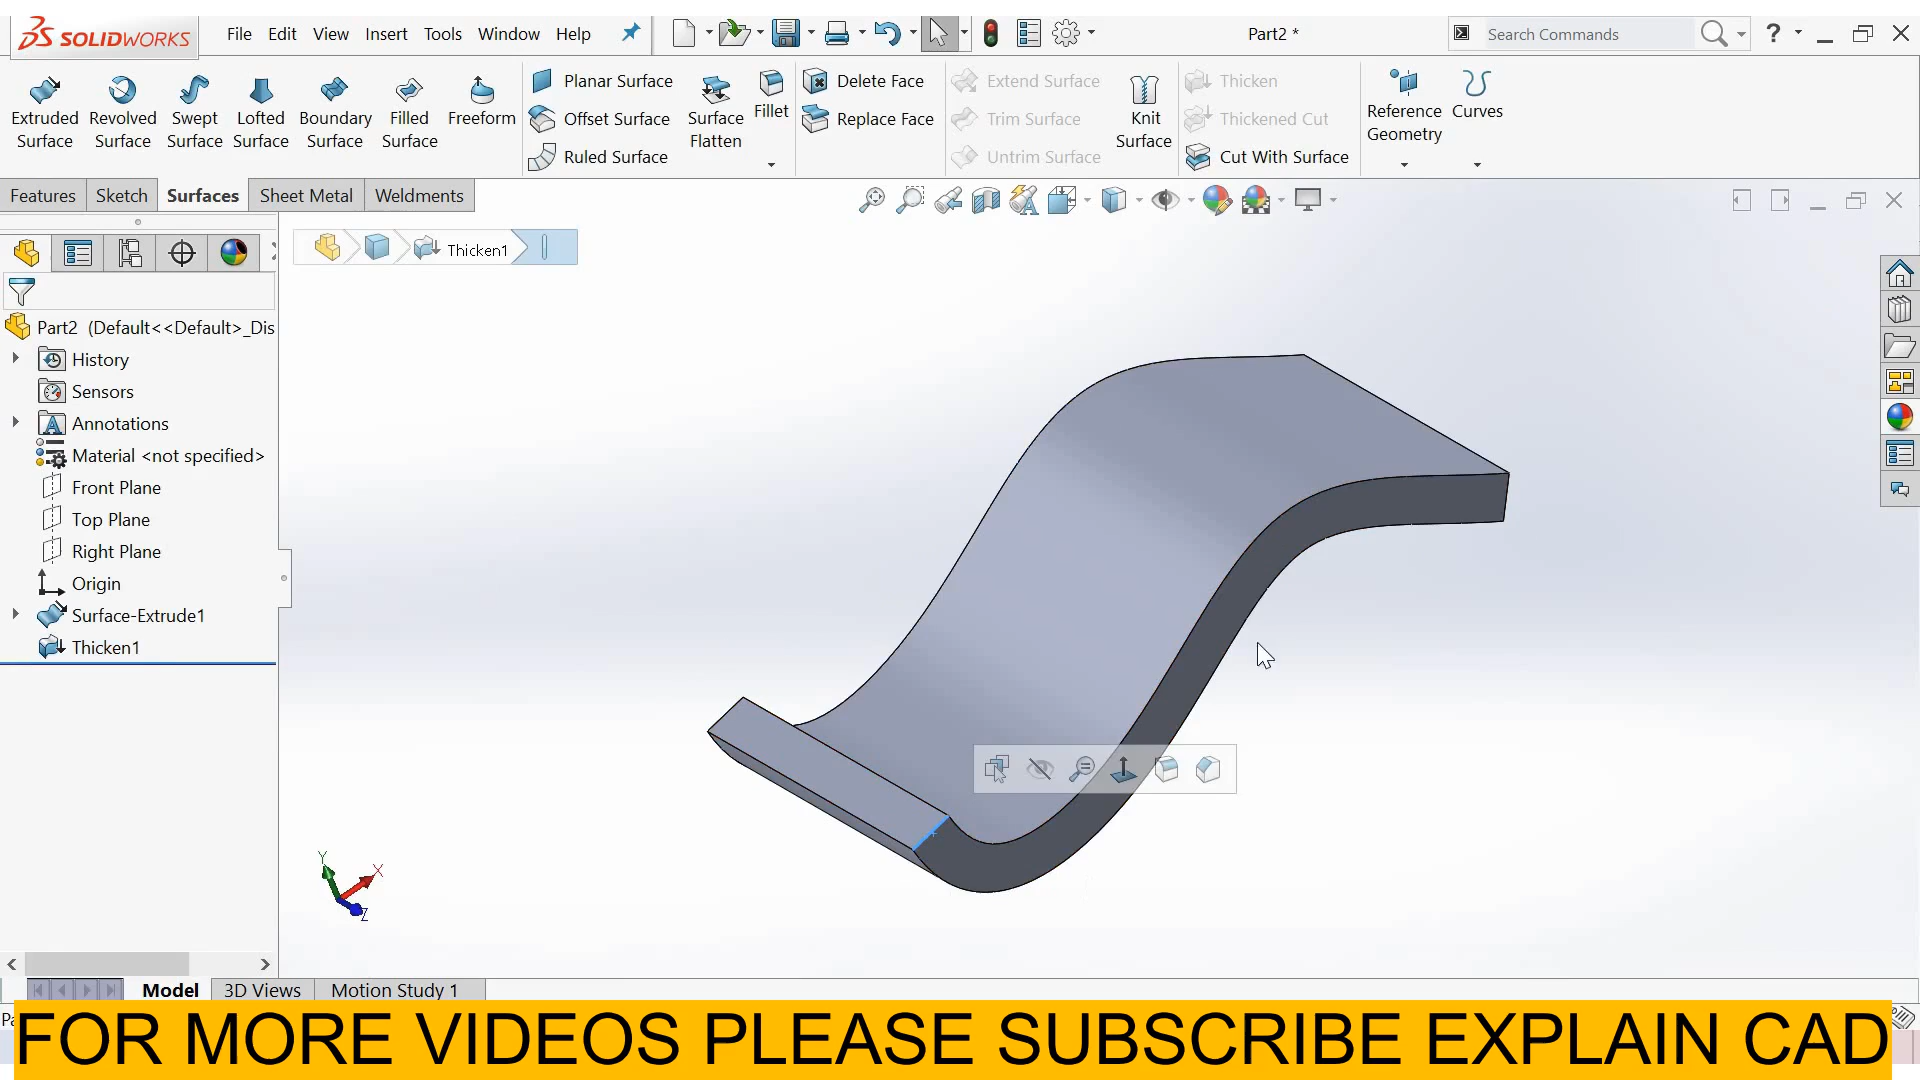 SOLIDWORKS File Edit View Insert Tools Window Help Part2 * Search Commands ?
Extruded Surface
Revolved Surface
Swept Surface
Lofted Surface
Boundary Surface
Filled Surface
Freeform
Planar Surface
Offset Surface
Ruled Surface
Surface Flatten
Fillet
Delete Face
Replace Face
Extend Surface
Trim Surface
Untrim Surface
Knit Surface
Thicken
Thickened Cut
Cut With Surface
Reference Geometry
Curves
Features Sketch Surfaces Sheet Metal Weldments
Thicken1
Part2 (Default<<Default>_Dis
History
Sensors
Annotations
Material <not specified>
Front Plane
Top Plane
Right Plane
Origin
Surface-Extrude1
Thicken1
Y
X
Z
Model 3D Views Motion Study 1
FOR MORE VIDEOS PLEASE SUBSCRIBE EXPLAIN CAD